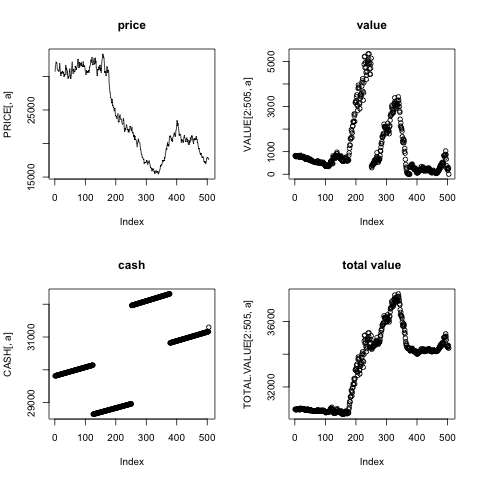 price
PRICE[, a]
15000 25000
0 100 200 300 400 500
Index
value
VALUE[2:505, a]
0 1000 3000 5000
0 100 200 300 400 500
Index
cash
CASH[, a]
29000 31000
0 100 200 300 400 500
Index
total value
TOTAL.VALUE[2:505, a]
32000 36000
0 100 200 300 400 500
Index